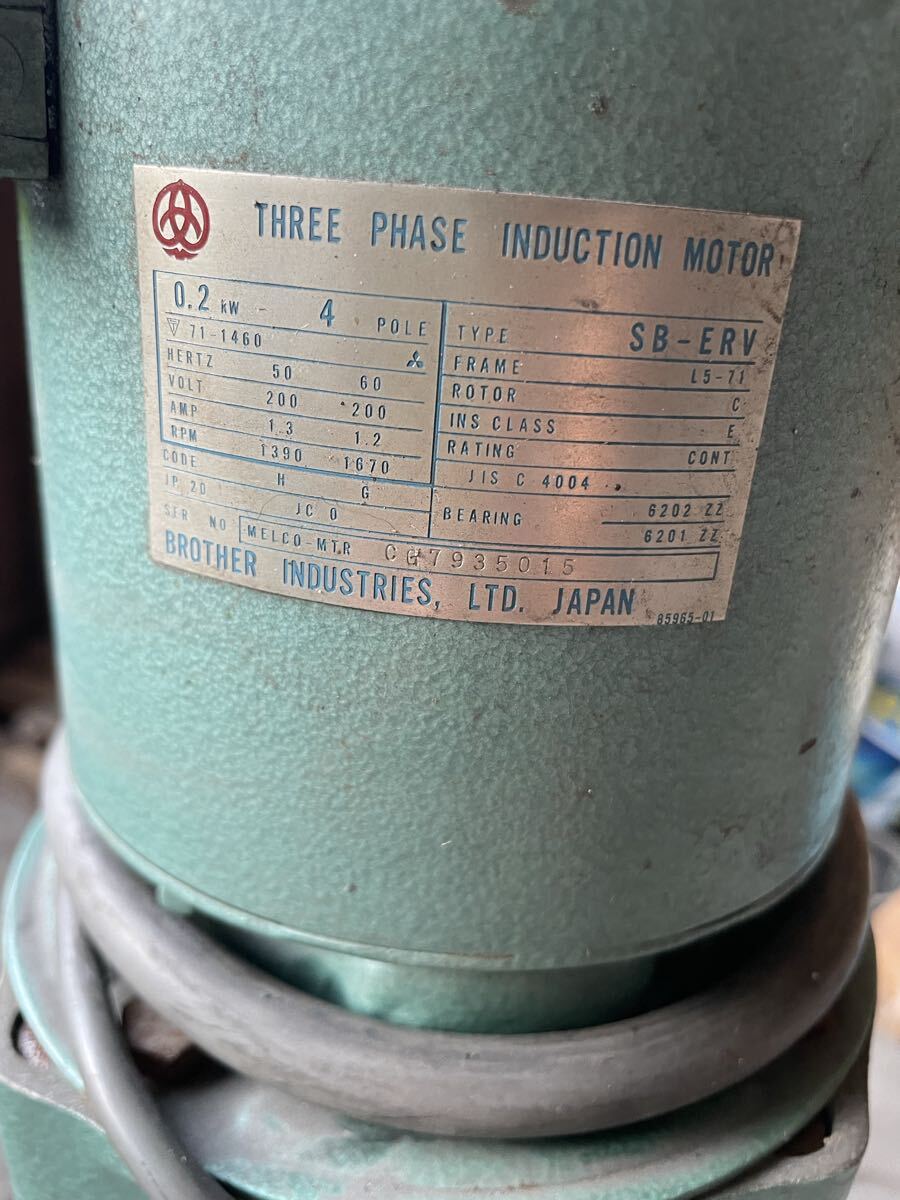 THREE PHASE INDUCTION MOTOR
0.2 KW 4 POLE
71-1460
HERTZ 50 60
VOLT 200 200
AMP 1.3 1.2
RPM 1390 1670
CODE H G
JP 20 JC 0
TYPE SB-ERV
FRAME L5-71
ROTOR C
INS CLASS E
RATING CONT
JIS C 4004
BEARING 6202 ZZ
6201 ZZ
SER NO MELCO-MTR CG7935015
BROTHER INDUSTRIES, LTD. JAPAN
85965-01